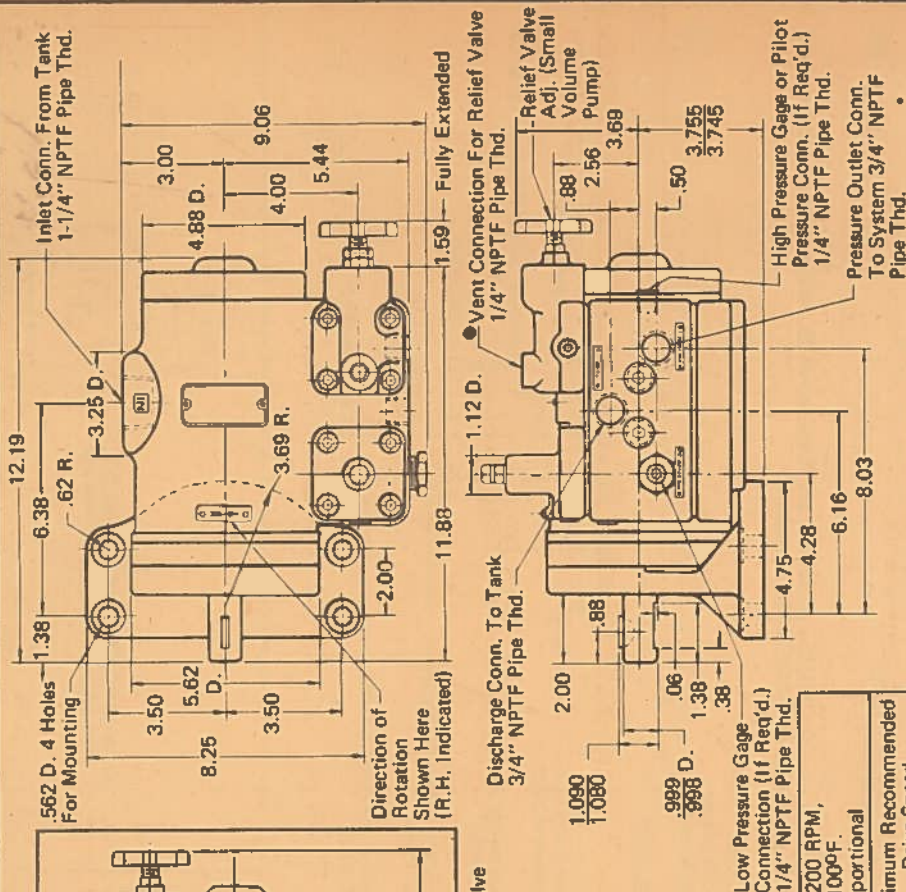 .562 D. 4 Holes
For Mounting
Inlet Conn. From Tank
1-1/4" NPTF Pipe Thd.
12.19
1.38
6.38
.62 R.
3.25 D.
IN
3.00
9.06
4.88 D.
4.00
5.44
3.50
5.62
D.
3.50
8.25
3.69 R.
2.00
11.88
1.59 Fully Extended
Direction of
Rotation
Shown Here
(R.H. Indicated)
lve
Discharge Conn. To Tank
3/4" NPTF Pipe Thd.
1.12 D.
●Vent Connection For Relief Valve
1/4" NPTF Pipe Thd.
Relief Valve
Adj. (Small
Volume
Pump)
.88
2.56
3.69
3.755
3.745
.50
High Pressure Gage or Pilot
Pressure Conn. (If Req'd.)
1/4" NPTF Pipe Thd.
Pressure Outlet Conn.
To System 3/4" NPTF
Pipe Thd.
2.00
.88
1.090
1.080
.999
.998 D.
.06
1.38
.38
4.75
4.28
6.16
8.03
Low Pressure Gage
Connection (If Req'd.)
1/4" NPTF Pipe Thd.
200 RPM,
00°F.
portional
imum Recommended